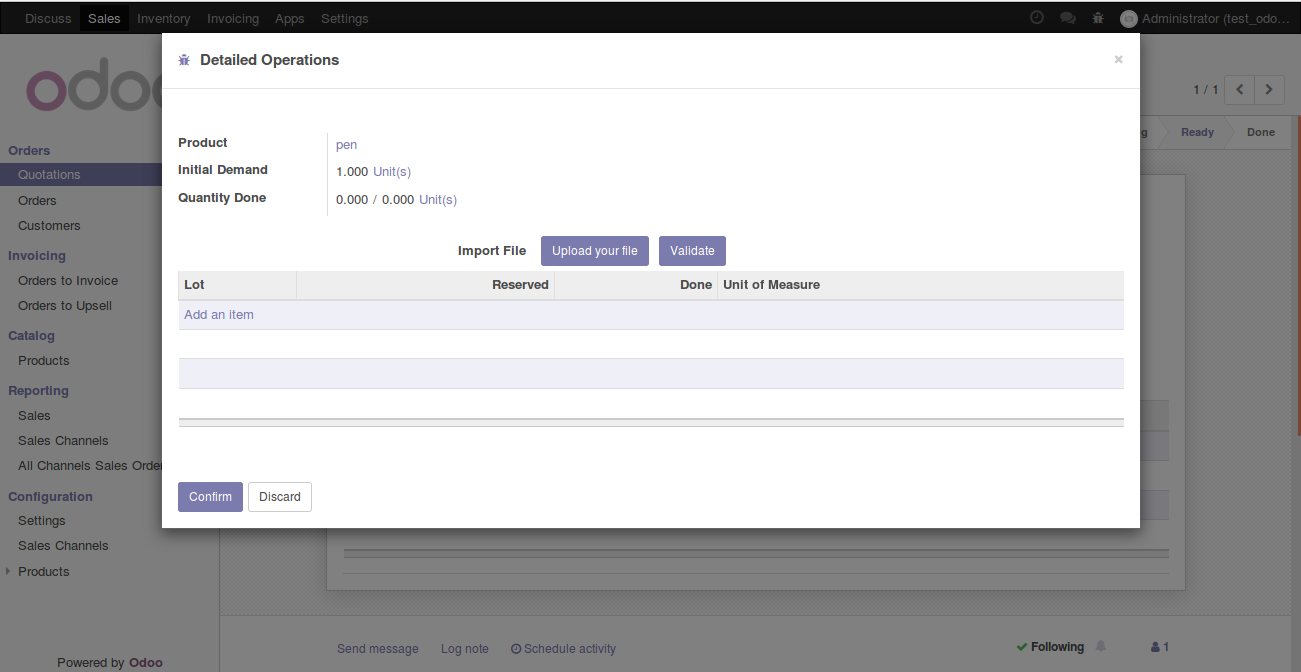 Discuss Sales Inventory Invoicing Apps Settings Administrator (test_odo...
Detailed Operations ×
odoo
1 / 1
Product pen
Initial Demand 1.000 Unit(s)
Quantity Done 0.000 / 0.000 Unit(s)
Ready Done
Import File Upload your file Validate
Lot Reserved Done Unit of Measure
Add an item
Confirm Discard
Orders
Quotations
Orders
Customers
Invoicing
Orders to Invoice
Orders to Upsell
Catalog
Products
Reporting
Sales
Sales Channels
All Channels Sales Orde
Configuration
Settings
Sales Channels
Products
Send message Log note Schedule activity Following 1
Powered by Odoo